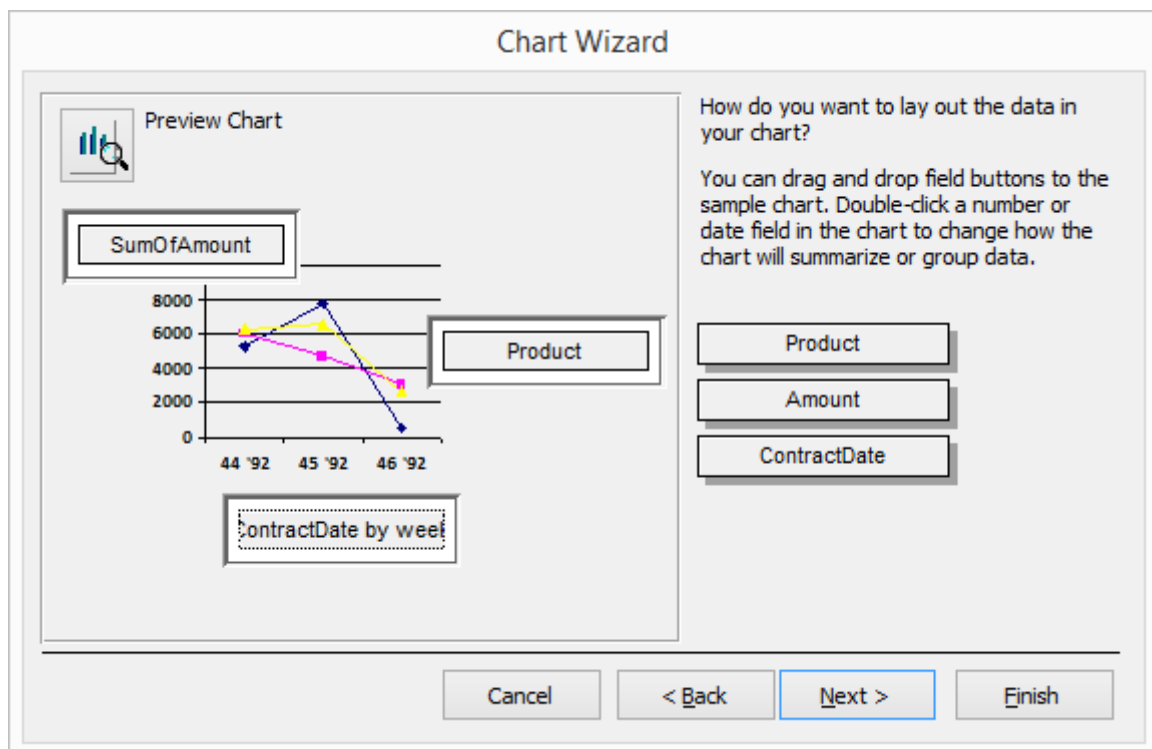 Chart Wizard
Preview Chart
How do you want to lay out the data in
your chart?
You can drag and drop field buttons to the
sample chart. Double-click a number or
date field in the chart to change how the
chart will summarize or group data.
SumOfAmount
8000
6000
4000
2000
0
44 '92 45 '92 46 '92
Product
ContractDate by week
Product
Amount
ContractDate
Cancel
< Back
Next >
Finish